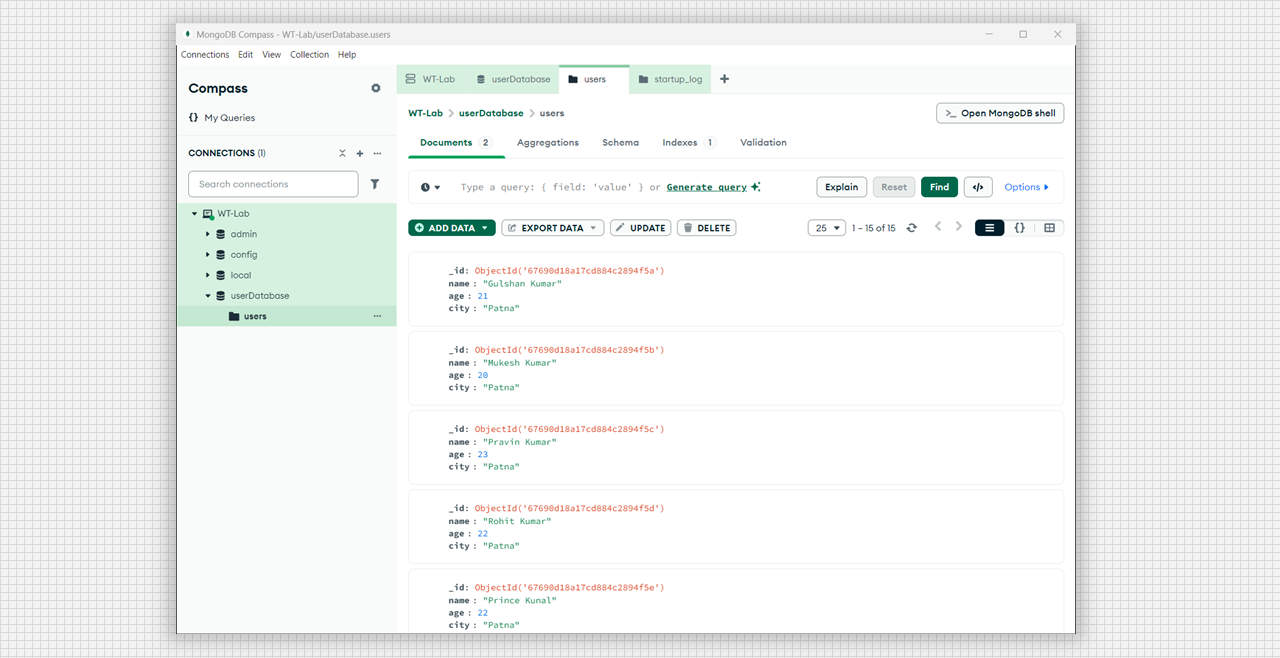 MongoDB Compass - WT-Lab/userDatabase.users
Connections Edit View Collection Help
Compass
{} My Queries
CONNECTIONS (1)
Search connections
WT-Lab
admin
config
local
userDatabase
users
WT-Lab userDatabase users startup_log
WT-Lab > userDatabase > users
>_ Open MongoDB shell
Documents 2 Aggregations Schema Indexes 1 Validation
Type a query: { field: 'value' } or Generate query
Explain Reset Find </> Options
ADD DATA EXPORT DATA UPDATE DELETE
25 1 – 15 of 15 {}
_id: ObjectId('67690d18a17cd884c2894f5a')
name : "Gulshan Kumar"
age : 21
city : "Patna"
_id: ObjectId('67690d18a17cd884c2894f5b')
name : "Mukesh Kumar"
age : 20
city : "Patna"
_id: ObjectId('67690d18a17cd884c2894f5c')
name : "Pravin Kumar"
age : 23
city : "Patna"
_id: ObjectId('67690d18a17cd884c2894f5d')
name : "Rohit Kumar"
age : 22
city : "Patna"
_id: ObjectId('67690d18a17cd884c2894f5e')
name : "Prince Kunal"
age : 22
city : "Patna"